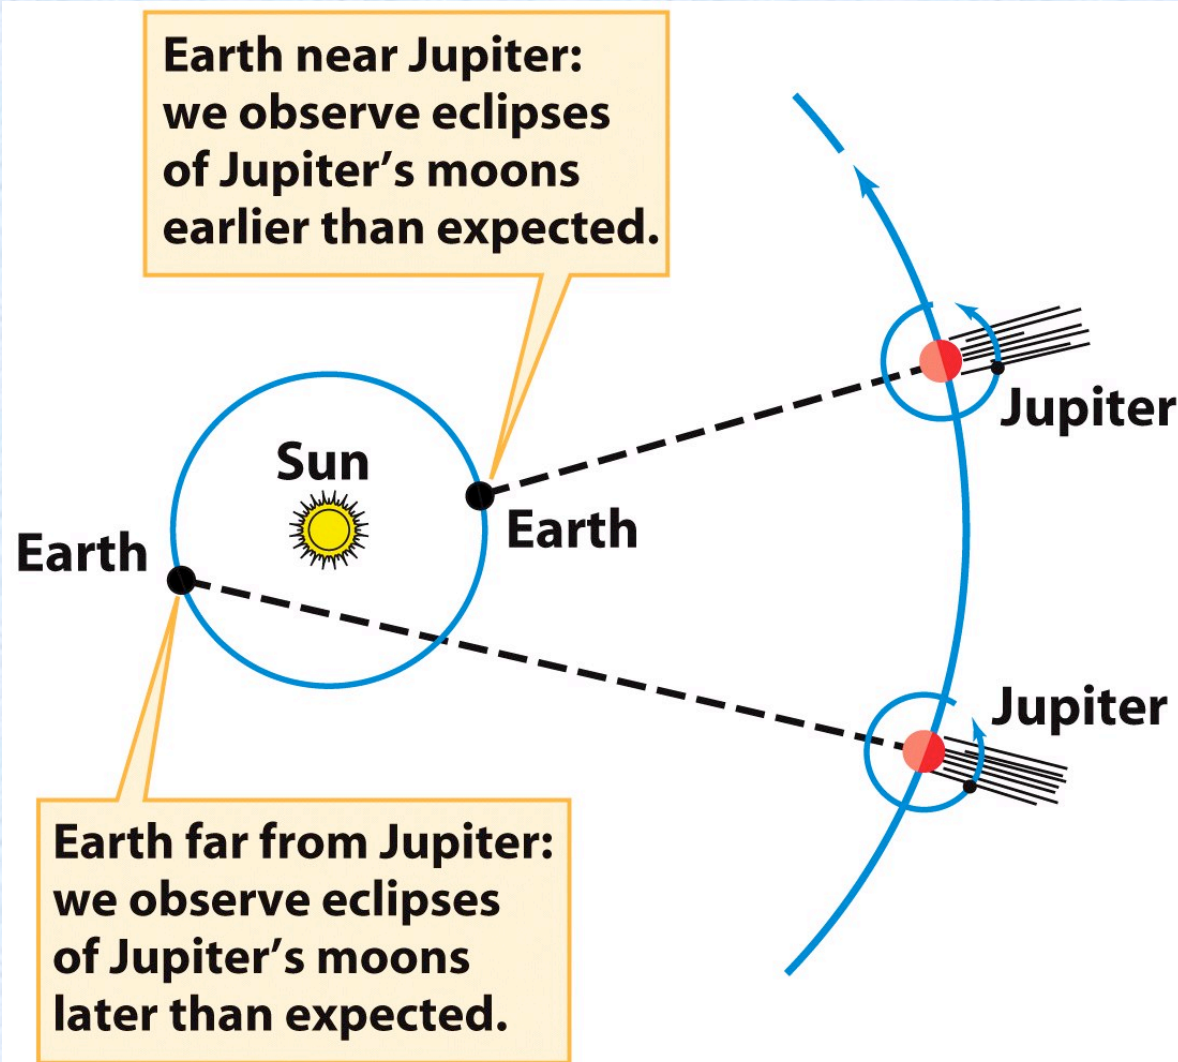 Earth near Jupiter:
we observe eclipses
of Jupiter's moons
earlier than expected.
Jupiter
Sun
Earth
Earth
Jupiter
Earth far from Jupiter:
we observe eclipses
of Jupiter's moons
later than expected.